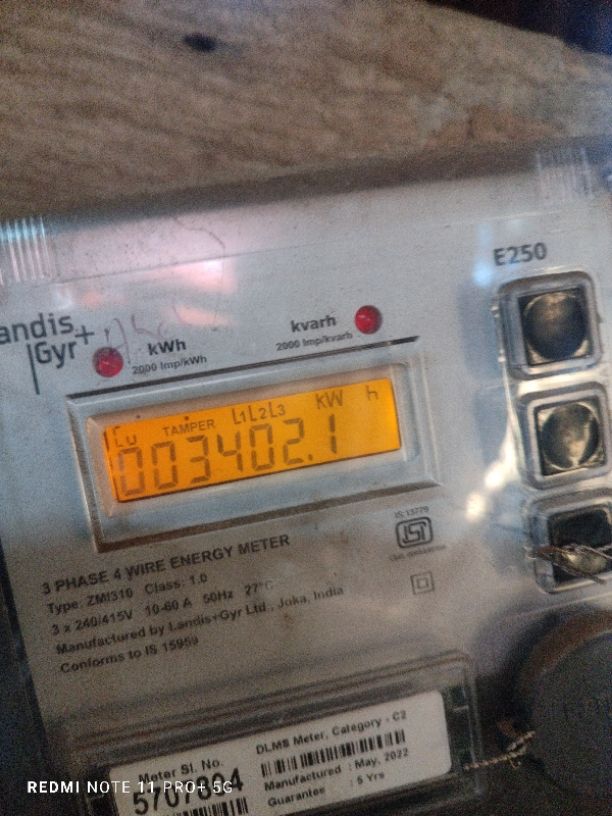 E250
andis
Gyr+
kWh
2000 Imp/kWh
kvarh
2000 Imp/kvarh
Cu TAMPER L1L2L3 KW h
003402.1
IS 13779
3 PHASE 4 WIRE ENERGY METER
Type: ZMI310 Class: 1.0
3 x 240/415V 10-60 A 50Hz 27°C
Manufactured by Landis+Gyr Ltd., Joka, India
Conforms to IS 15959
DLMS Meter, Category - C2
Meter Sl. No.
5707804
Manufactured : May, 2022
Guarantee : 5 Yrs
REDMI NOTE 11 PRO+ 5G